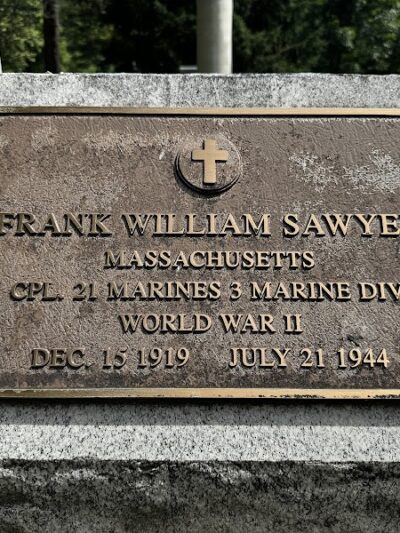 FRANK WILLIAM SAWYE
MASSACHUSETTS
CPL. 21 MARINES 3 MARINE DIV
WORLD WAR II
DEC. 15 1919 JULY 21 1944